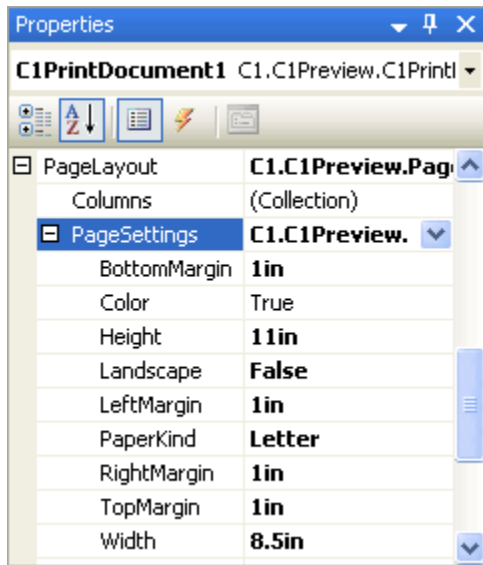 Properties
C1PrintDocument1 C1.C1Preview.C1Print
PageLayout C1.C1Preview.Pag
Columns (Collection)
PageSettings C1.C1Preview.
BottomMargin 1in
Color True
Height 11in
Landscape False
LeftMargin 1in
PaperKind Letter
RightMargin 1in
TopMargin 1in
Width 8.5in